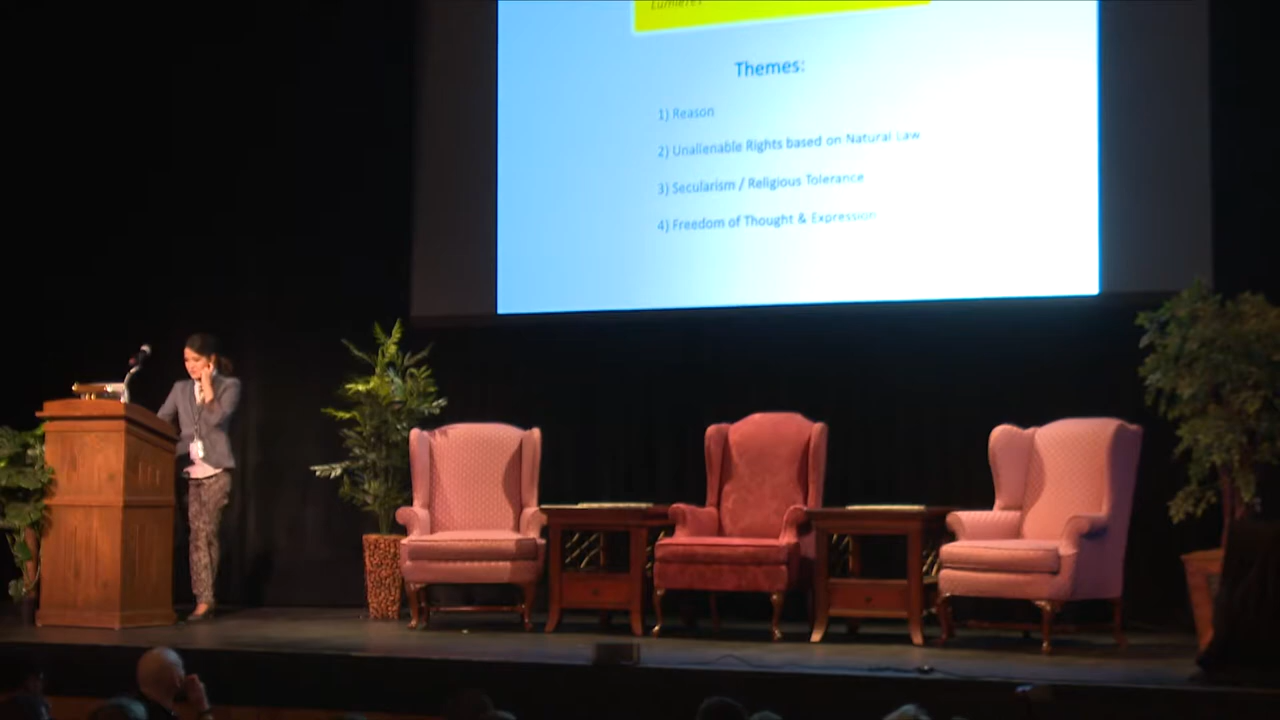 Lumières
Themes:
1) Reason
2) Unalienable Rights based on Natural Law
3) Secularism / Religious Tolerance
4) Freedom of Thought & Expression